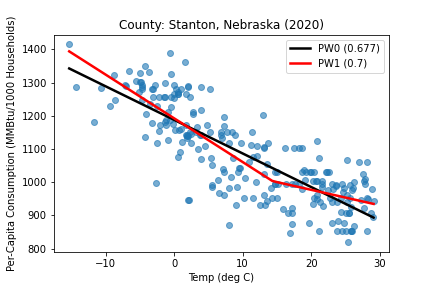 County: Stanton, Nebraska (2020)
PW0 (0.677)
PW1 (0.7)
Per-Capita Consumption (MMBtu/1000 Households)
1400
1300
1200
1100
1000
900
800
−10 0 10 20 30
Temp (deg C)